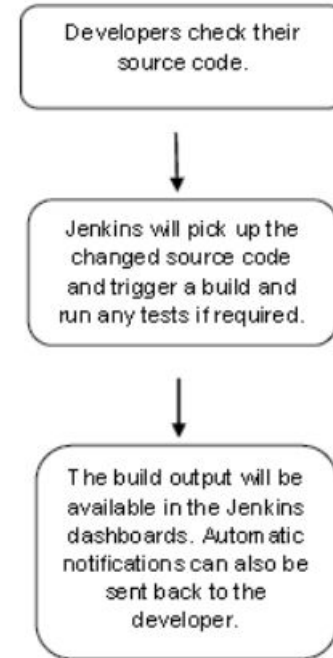 Developers check their
source code.
Jenkins will pick up the
changed source code
and trigger a build and
run any tests if required.
The build output will be
available in the Jenkins
dashboards. Automatic
notifications can also be
sent back to the
developer.